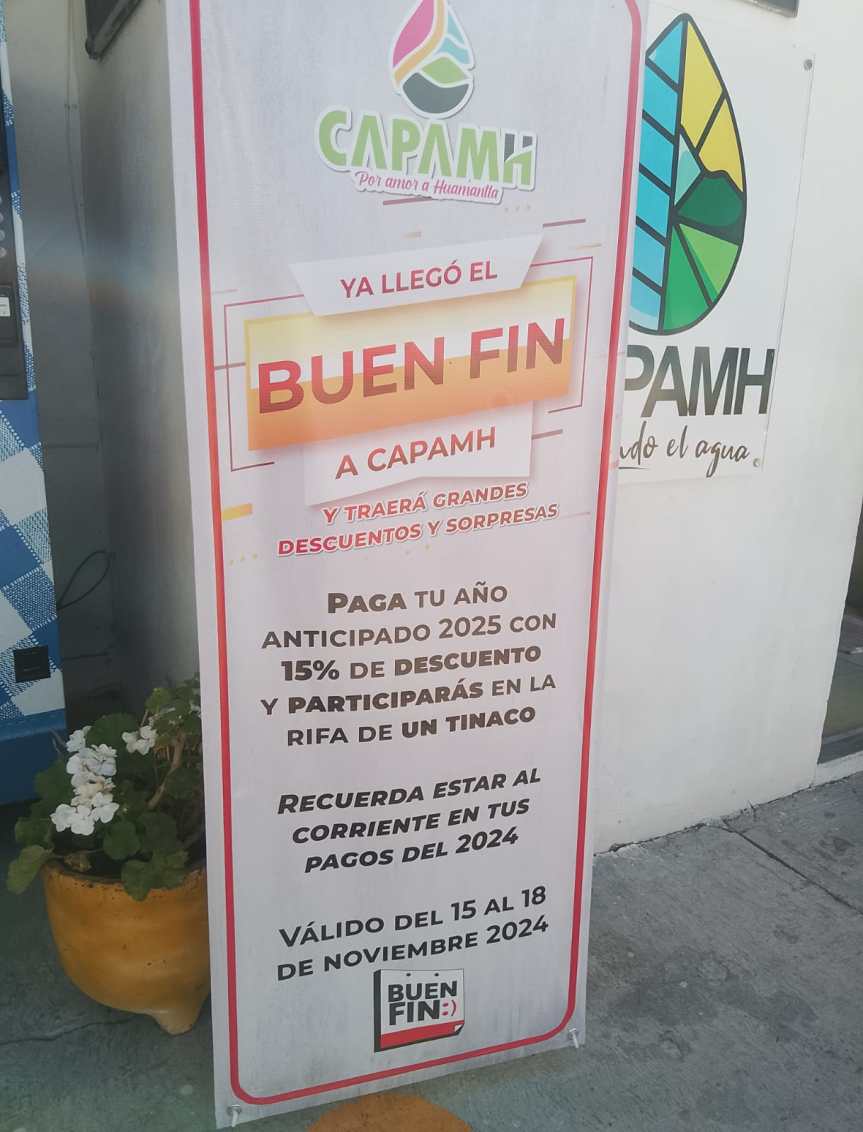 CAPAMH
Por amor a Huamantla
YA LLEGÓ EL
BUEN FIN
A CAPAMH
Y TRAERÁ GRANDES
DESCUENTOS Y SORPRESAS
PAGA TU AÑO
ANTICIPADO 2025 CON
15% DE DESCUENTO
Y PARTICIPARÁS EN LA
RIFA DE UN TINACO
RECUERDA ESTAR AL
CORRIENTE EN TUS
PAGOS DEL 2024
VÁLIDO DEL 15 AL 18
DE NOVIEMBRE 2024
BUEN
FIN:)
PAMH
ndo el agua